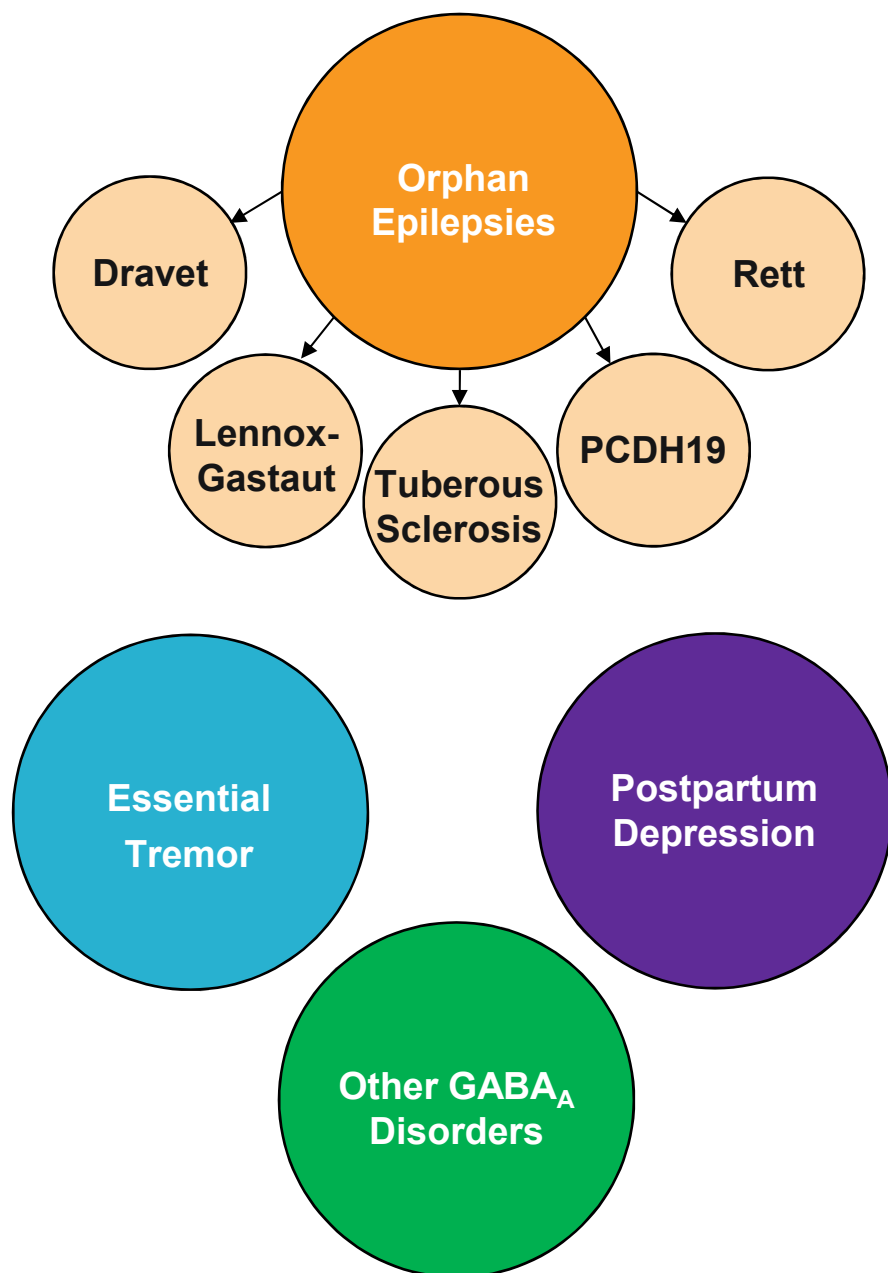 Orphan
Epilepsies
Dravet
Rett
Lennox-
Gastaut
Tuberous
Sclerosis
PCDH19
Essential
Tremor
Postpartum
Depression
Other GABAA
Disorders